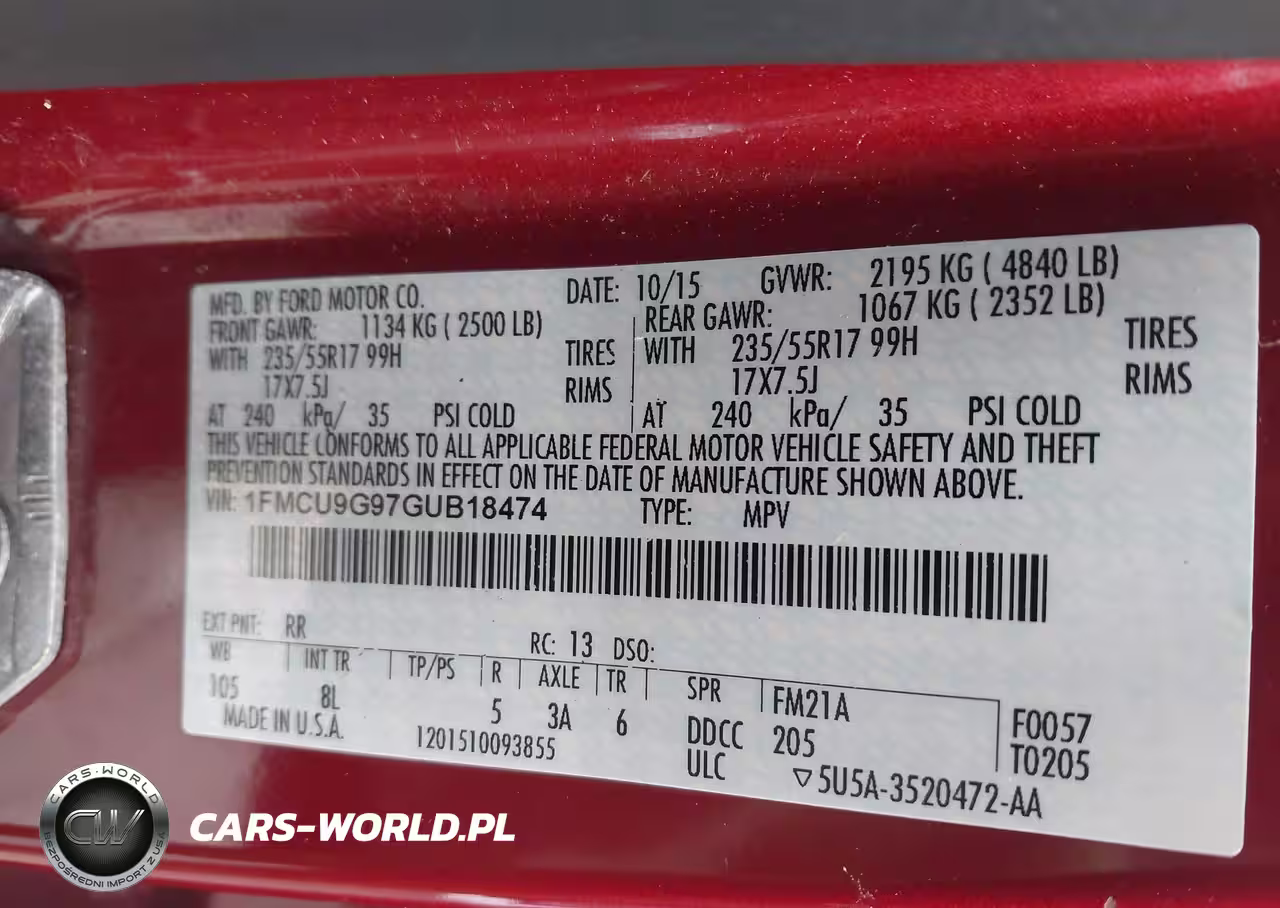 MFD. BY FORD MOTOR CO. DATE: 10/15 GVWR: 2195 KG ( 4840 LB)
FRONT GAWR: 1134 KG ( 2500 LB) REAR GAWR: 1067 KG ( 2352 LB)
WITH 235/55R17 99H TIRES WITH 235/55R17 99H TIRES
17X7.5J RIMS 17X7.5J RIMS
AT 240 kPa/ 35 PSI COLD AT 240 kPa/ 35 PSI COLD
THIS VEHICLE CONFORMS TO ALL APPLICABLE FEDERAL MOTOR VEHICLE SAFETY AND THEFT
PREVENTION STANDARDS IN EFFECT ON THE DATE OF MANUFACTURE SHOWN ABOVE.
VIN: 1FMCU9G97GUB18474 TYPE: MPV
EXT PNT: RR RC: 13 DSO:
WB INT TR TP/PS R AXLE TR SPR FM21A F0057
105 8L 5 3A 6 DDCC 205 T0205
MADE IN U.S.A. 1201510093855 ULC ▽5U5A-3520472-AA
CARS-WORLD
CW
BEZPOŚREDNI IMPORT Z USA
CARS-WORLD.PL